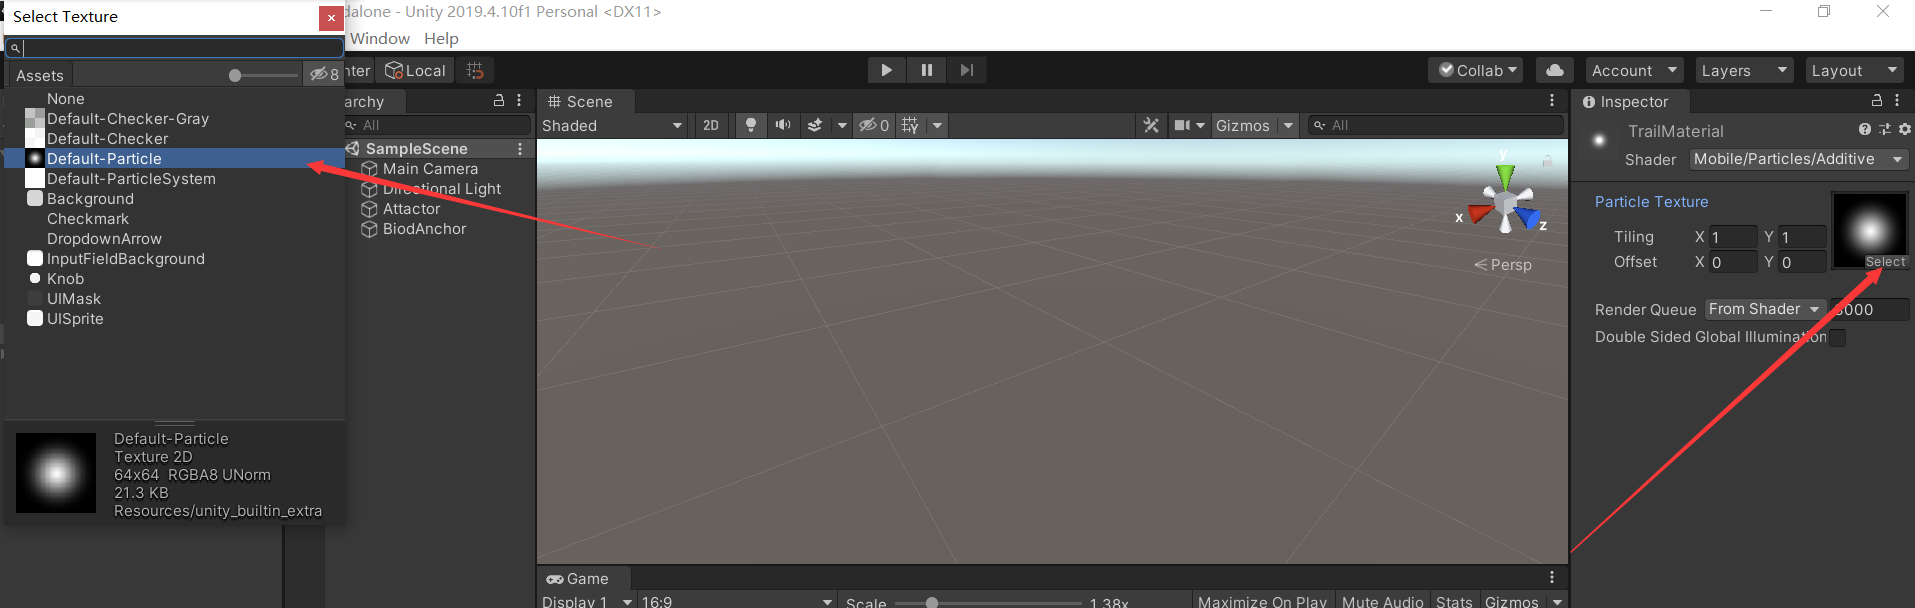 Select Texture
dalone - Unity 2019.4.10f1 Personal <DX11>
Window Help
Assets
8
nter
Local
Collab
Account
Layers
Layout
None
Default-Checker-Gray
Default-Checker
Default-Particle
Default-ParticleSystem
Background
Checkmark
DropdownArrow
InputFieldBackground
Knob
UIMask
UISprite
Default-Particle
Texture 2D
64x64 RGBA8 UNorm
21.3 KB
Resources/unity_builtin_extra
archy
All
SampleScene
Main Camera
Directional Light
Attactor
BiodAnchor
Scene
Shaded
2D
0
Gizmos
All
y
x
z
Persp
Game
Display 1
16:9
Scale
1.38x
Maximize On Play
Mute Audio
Stats
Gizmos
Inspector
TrailMaterial
Shader
Mobile/Particles/Additive
Particle Texture
Tiling X 1 Y 1
Offset X 0 Y 0
Select
Render Queue From Shader 000
Double Sided Global Illumination